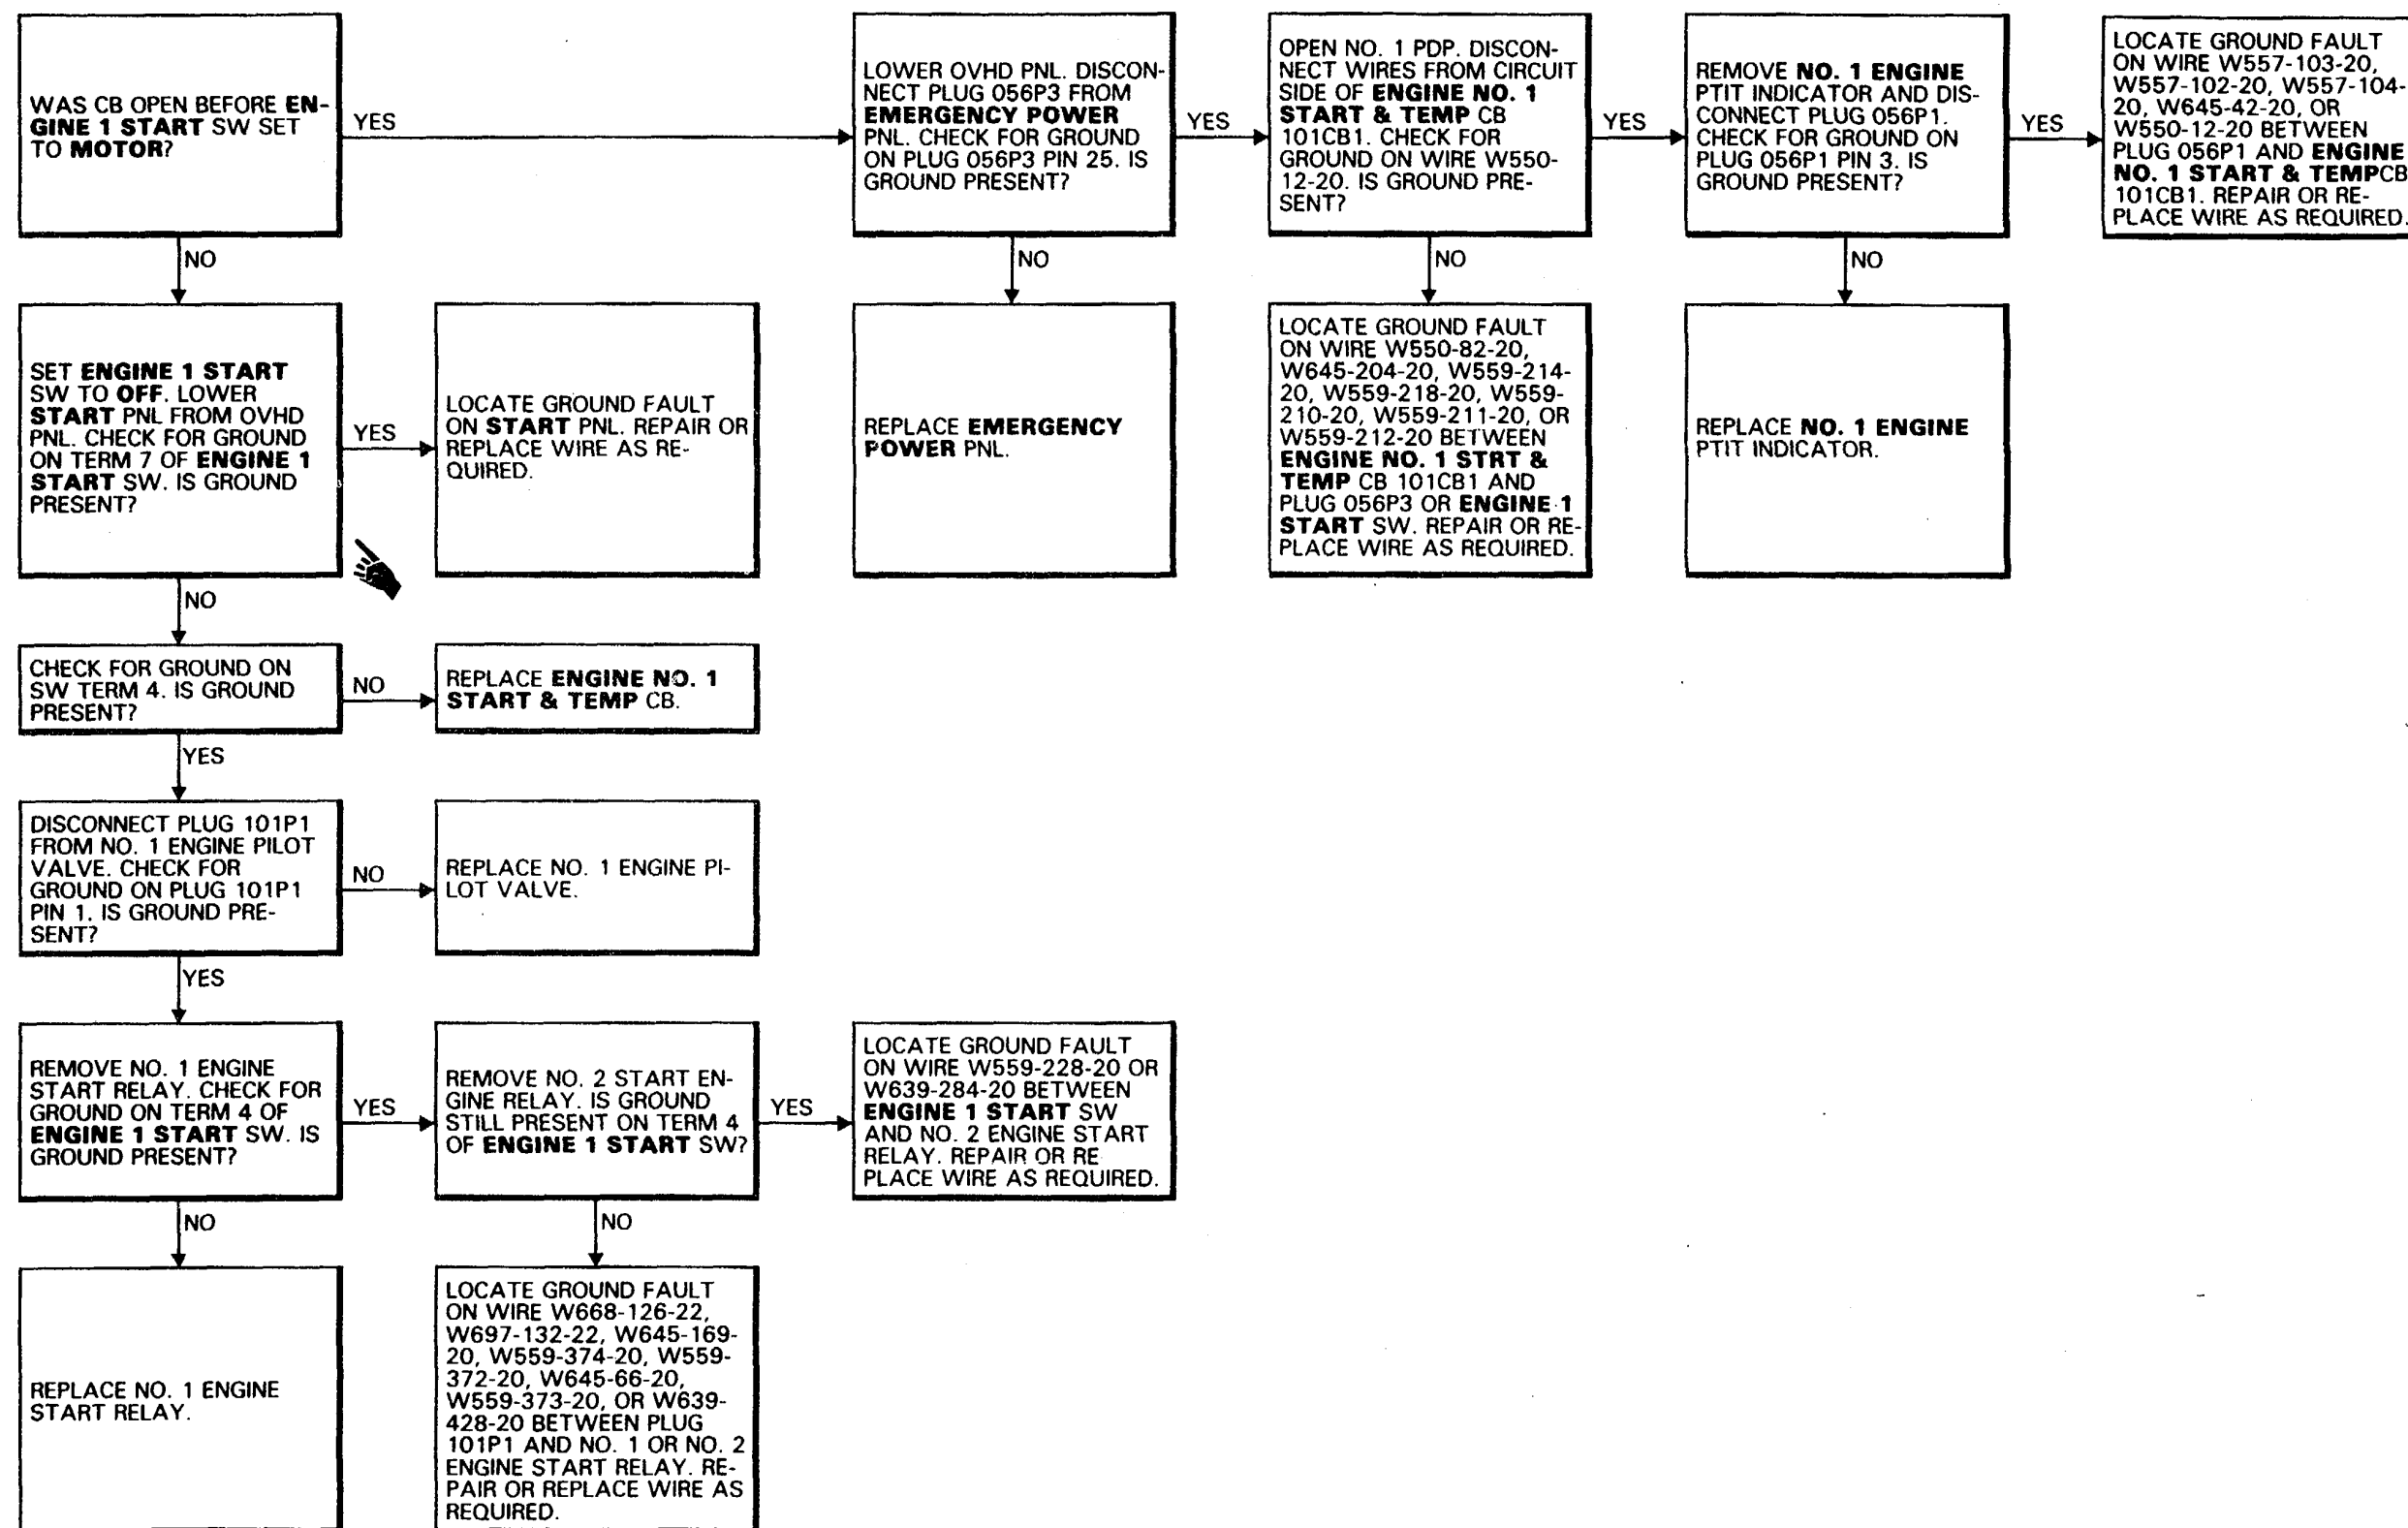 WAS CB OPEN BEFORE EN-
GINE 1 START SW SET
TO MOTOR?
YES
LOWER OVHD PNL. DISCON-
NECT PLUG 056P3 FROM
EMERGENCY POWER
PNL. CHECK FOR GROUND
ON PLUG 056P3 PIN 25. IS
GROUND PRESENT?
YES
OPEN NO. 1 PDP. DISCON-
NECT WIRES FROM CIRCUIT
SIDE OF ENGINE NO. 1
START & TEMP CB
101CB1. CHECK FOR
GROUND ON WIRE W550-
12-20. IS GROUND PRE-
SENT?
YES
REMOVE NO. 1 ENGINE
PTIT INDICATOR AND DIS-
CONNECT PLUG 056P1.
CHECK FOR GROUND ON
PLUG 056P1 PIN 3. IS
GROUND PRESENT?
YES
LOCATE GROUND FAULT
ON WIRE W557-103-20,
W557-102-20, W557-104-
20, W645-42-20, OR
W550-12-20 BETWEEN
PLUG 056P1 AND ENGINE
NO. 1 START & TEMPCB
101CB1. REPAIR OR RE-
PLACE WIRE AS REQUIRED.
NO
NO
NO
NO
SET ENGINE 1 START
SW TO OFF. LOWER
START PNL FROM OVHD
PNL. CHECK FOR GROUND
ON TERM 7 OF ENGINE 1
START SW. IS GROUND
PRESENT?
YES
LOCATE GROUND FAULT
ON START PNL. REPAIR OR
REPLACE WIRE AS RE-
QUIRED.
REPLACE EMERGENCY
POWER PNL.
LOCATE GROUND FAULT
ON WIRE W550-82-20,
W645-204-20, W559-214-
20, W559-218-20, W559-
210-20, W559-211-20, OR
W559-212-20 BETWEEN
ENGINE NO. 1 STRT &
TEMP CB 101CB1 AND
PLUG 056P3 OR ENGINE 1
START SW. REPAIR OR RE-
PLACE WIRE AS REQUIRED.
REPLACE NO. 1 ENGINE
PTIT INDICATOR.
NO
CHECK FOR GROUND ON
SW TERM 4. IS GROUND
PRESENT?
NO
REPLACE ENGINE NO. 1
START & TEMP CB.
YES
DISCONNECT PLUG 101P1
FROM NO. 1 ENGINE PILOT
VALVE. CHECK FOR
GROUND ON PLUG 101P1
PIN 1. IS GROUND PRE-
SENT?
NO
REPLACE NO. 1 ENGINE PI-
LOT VALVE.
YES
REMOVE NO. 1 ENGINE
START RELAY. CHECK FOR
GROUND ON TERM 4 OF
ENGINE 1 START SW. IS
GROUND PRESENT?
YES
REMOVE NO. 2 START EN-
GINE RELAY. IS GROUND
STILL PRESENT ON TERM 4
OF ENGINE 1 START SW?
YES
LOCATE GROUND FAULT
ON WIRE W559-228-20 OR
W639-284-20 BETWEEN
ENGINE 1 START SW
AND NO. 2 ENGINE START
RELAY. REPAIR OR RE
PLACE WIRE AS REQUIRED.
NO
NO
REPLACE NO. 1 ENGINE
START RELAY.
LOCATE GROUND FAULT
ON WIRE W668-126-22,
W697-132-22, W645-169-
20, W559-374-20, W559-
372-20, W645-66-20,
W559-373-20, OR W639-
428-20 BETWEEN PLUG
101P1 AND NO. 1 OR NO. 2
ENGINE START RELAY. RE-
PAIR OR REPLACE WIRE AS
REQUIRED.